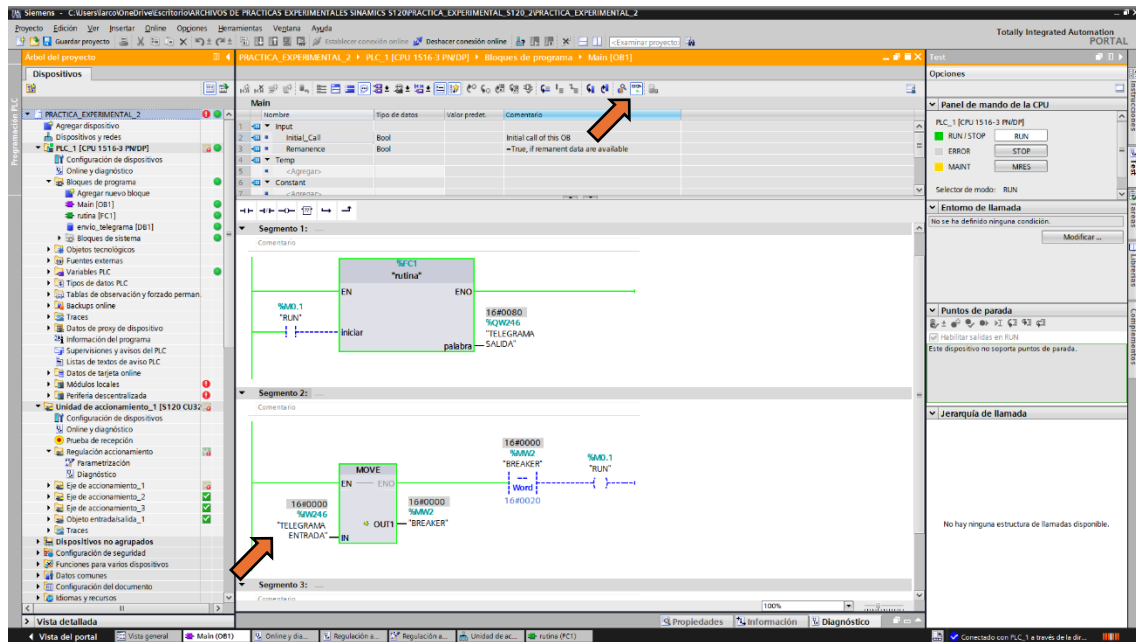 Siemens - C:\Users\larco\OneDrive\Escritorio\ARCHIVOS DE PRACTICAS EXPERIMENTALES SINAMICS S120\PRACTICA_EXPERIMENTAL_S120_2\PRACTICA_EXPERIMENTAL_2
Proyecto Edición Ver Insertar Online Opciones Herramientas Ventana Ayuda
Totally Integrated Automation
PORTAL
Guardar proyecto
Establecer conexión online
Deshacer conexión online
<Examinar proyecto>
Árbol del proyecto
PRACTICA_EXPERIMENTAL_2 ‣ PLC_1 [CPU 1516-3 PN/DP] ‣ Bloques de programa ‣ Main [OB1]
Test
Dispositivos
Opciones
Programación PLC
PRACTICA_EXPERIMENTAL_2
Agregar dispositivo
Dispositivos y redes
PLC_1 [CPU 1516-3 PN/DP]
Configuración de dispositivos
Online y diagnóstico
Bloques de programa
Agregar nuevo bloque
Main [OB1]
rutina [FC1]
envio_telegrama [DB1]
Bloques de sistema
Objetos tecnológicos
Fuentes externas
Variables PLC
Tipos de datos PLC
Tablas de observación y forzado perman.
Backups online
Traces
Datos de proxy de dispositivo
Información del programa
Supervisiones y avisos del PLC
Listas de textos de aviso PLC
Datos de tarjeta online
Módulos locales
Periferia descentralizada
Unidad de accionamiento_1 [S120 CU32
Configuración de dispositivos
Online y diagnóstico
Prueba de recepción
Regulación accionamiento
Parametrización
Diagnóstico
Eje de accionamiento_1
Eje de accionamiento_2
Eje de accionamiento_3
Objeto entrada/salida_1
Traces
Dispositivos no agrupados
Configuración de seguridad
Funciones para varios dispositivos
Datos comunes
Configuración del documento
Idiomas y recursos
Vista detallada
Main
Nombre Tipo de datos Valor predet. Comentario
1 Input
2 Initial_Call Bool Initial call of this OB
3 Remanence Bool =True, if remanent data are available
4 Temp
5 <Agregar>
6 Constant
7 <Agregar>
Segmento 1: ....
Comentario
%FC1
"rutina"
EN ENO
%M0.1
"RUN"
iniciar
16#0080
%QW246
"TELEGRAMA
SALIDA"
palabra
Segmento 2: ....
Comentario
MOVE
EN ENO
16#0000
%IW246
"TELEGRAMA
ENTRADA"
IN
OUT1
16#0000
%MW2
"BREAKER"
16#0000
%MW2
"BREAKER"
==
Word
16#0020
%M0.1
"RUN"
Segmento 3: ....
Comentario
100%
Propiedades Información Diagnóstico
Panel de mando de la CPU
PLC_1 [CPU 1516-3 PN/DP]
RUN / STOP RUN
ERROR STOP
MAINT MRES
Selector de modo: RUN
Entorno de llamada
No se ha definido ninguna condición.
Modificar ...
Puntos de parada
Habilitar salidas en RUN
Este dispositivo no soporta puntos de parada.
Jerarquía de llamada
No hay ninguna estructura de llamadas disponible.
Instrucciones
Test
Tareas
Librerías
Complementos
Vista del portal
Vista general
Main (OB1)
Online y dia...
Regulación a...
Regulación a...
Unidad de ac...
rutina (FC1)
Conectado con PLC_1 a través de la dir...